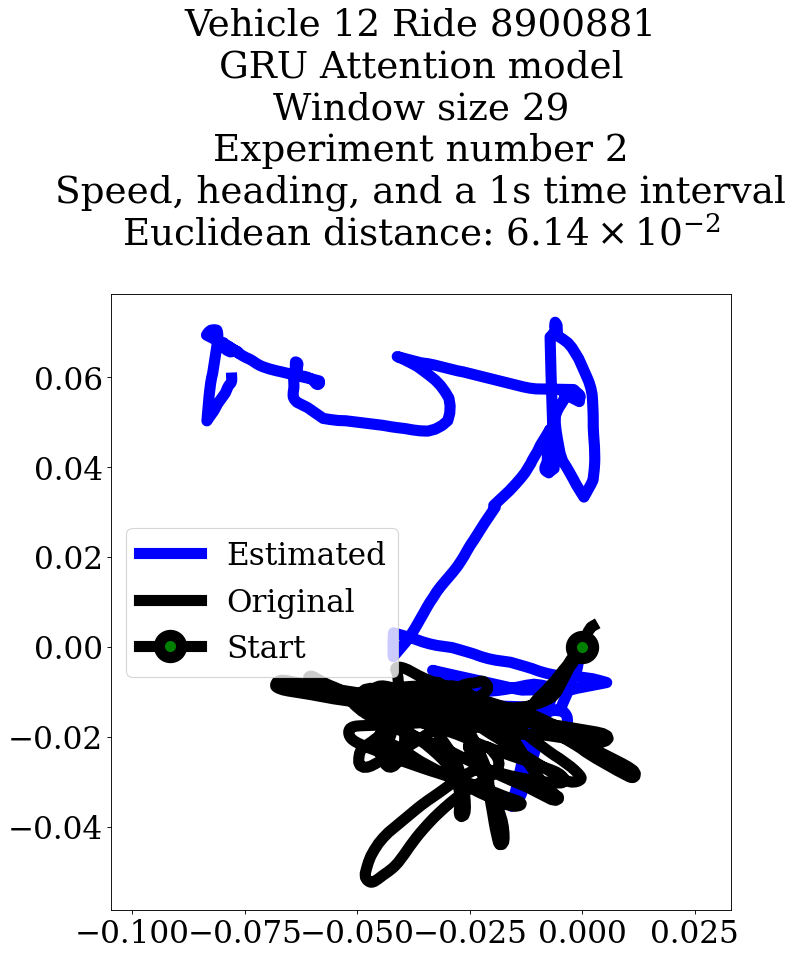 Vehicle 12 Ride 8900881
GRU Attention model
Window size 29
Experiment number 2
Speed, heading, and a 1s time interval
Euclidean distance: 6.14 × 10⁻²
0.06
0.04
0.02
0.00
−0.02
−0.04
Estimated
Original
Start
−0.100 −0.075 −0.050 −0.025 0.000 0.025